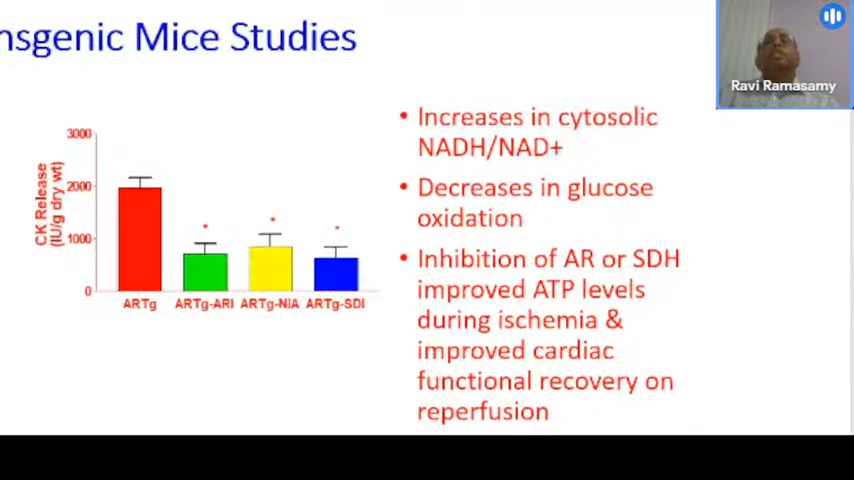 nsgenic Mice Studies
Ravi Ramasamy
3000
2000
1000
0
CK Release
(IU/g dry wt)
*
*
*
ARTg
ARTg-ARI
ARTg-NIA
ARTg-SDI
• Increases in cytosolic
NADH/NAD+
• Decreases in glucose
oxidation
• Inhibition of AR or SDH
improved ATP levels
during ischemia &
improved cardiac
functional recovery on
reperfusion